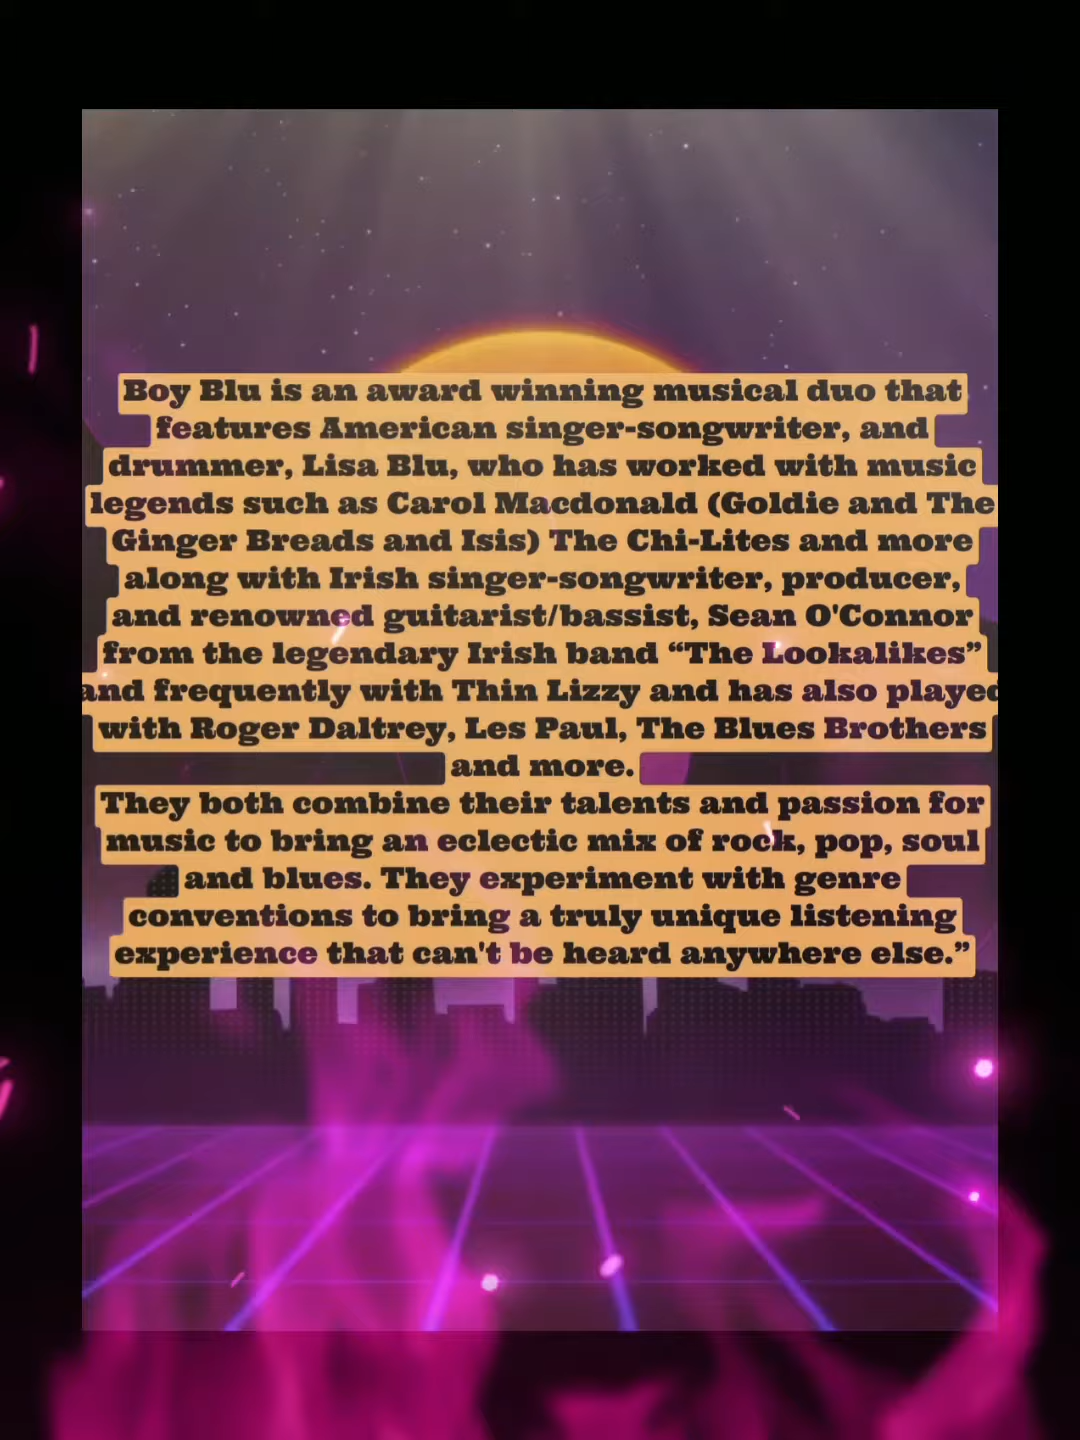 Boy Blu is an award winning musical duo that
features American singer-songwriter, and
drummer, Lisa Blu, who has worked with music
legends such as Carol Macdonald (Goldie and The
Ginger Breads and Isis) The Chi-Lites and more
along with Irish singer-songwriter, producer,
and renowned guitarist/bassist, Sean O'Connor
from the legendary Irish band “The Lookalikes”
and frequently with Thin Lizzy and has also played
with Roger Daltrey, Les Paul, The Blues Brothers
and more.
They both combine their talents and passion for
music to bring an eclectic mix of rock, pop, soul
and blues. They experiment with genre
conventions to bring a truly unique listening
experience that can't be heard anywhere else.”